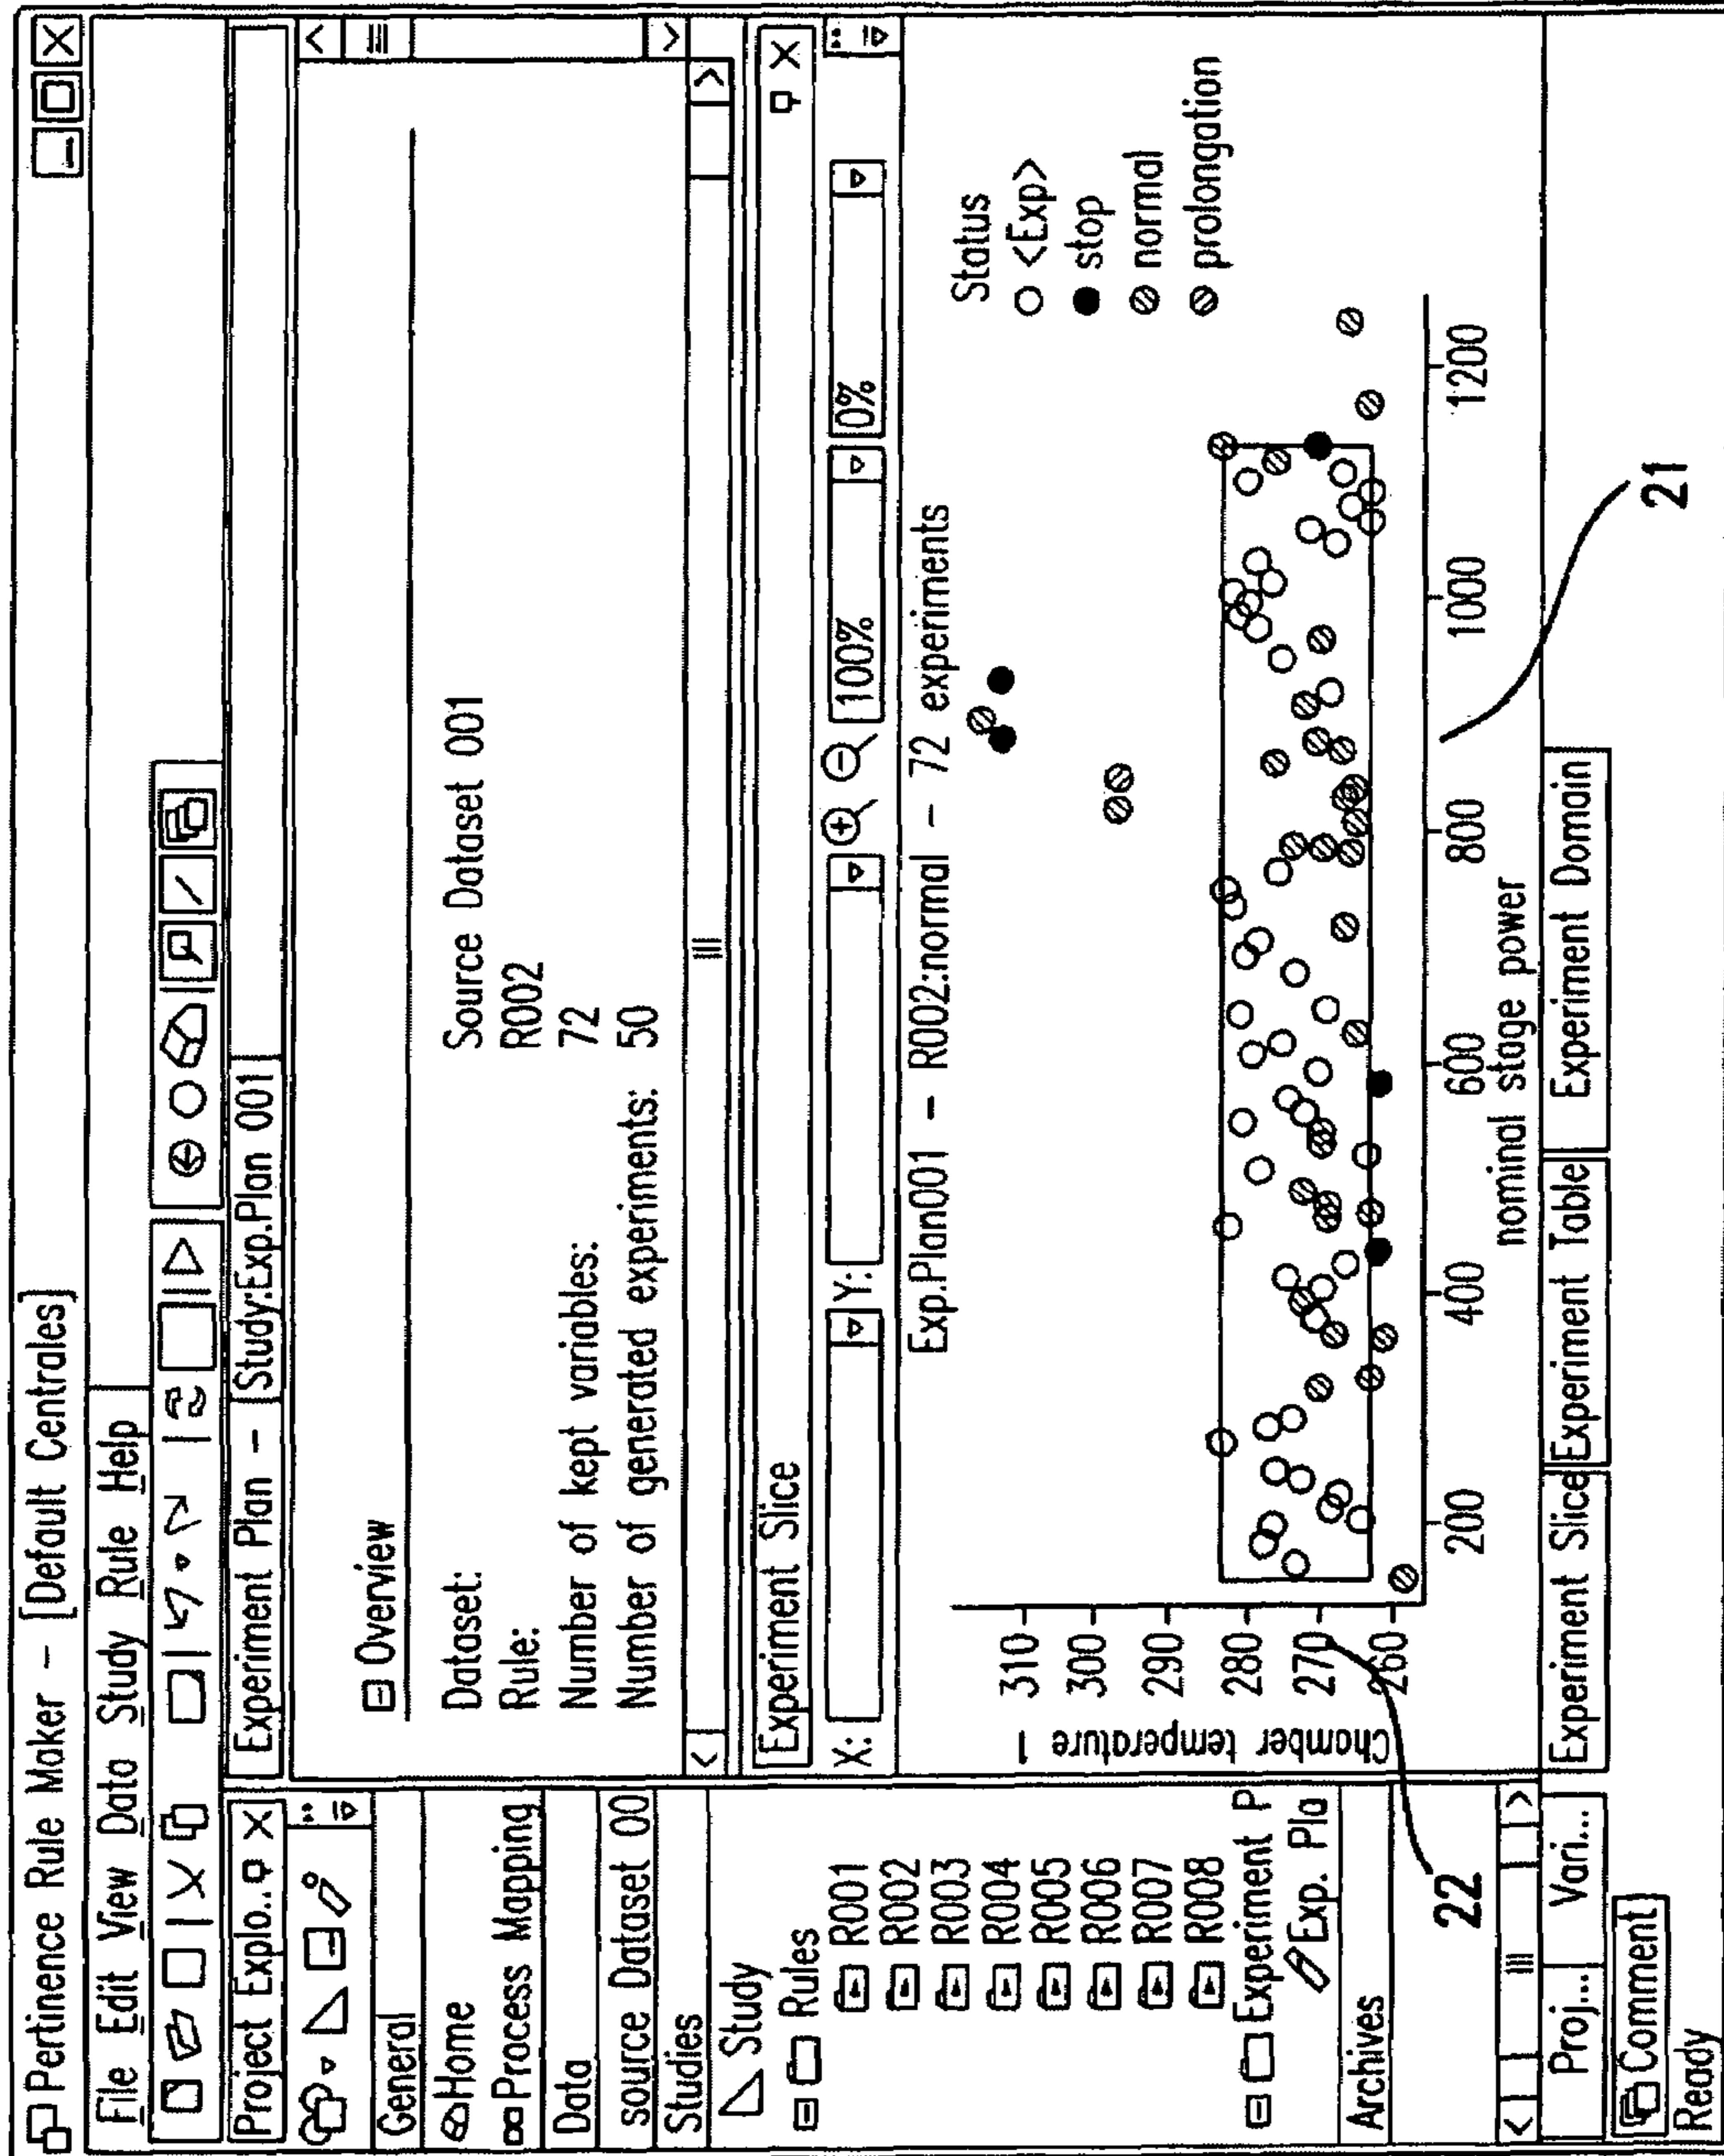 Pertinence Rule Maker - [Default Centrales]
File Edit View Data Study Rule Help
Project Explo..
General
Home
Process Mapping
Data
source Dataset 00
Studies
Study
Rules
R001
R002
R003
R004
R005
R006
R007
R008
Experiment P
Exp. Pla
Archives
Proj... Vari...
Experiment Plan - [Study:Exp.Plan 001]
Overview
Dataset: Source Dataset 001
Rule: R002
Number of kept variables: 72
Number of generated experiments: 50
Experiment Slice
X: Y: 100% 0%
Exp.Plan001 - R002:normal - 72 experiments
Status
<Exp>
stop
normal
prolongation
Chamber temperature 1
310
300
290
280
270
260
200 400 600 800 1000 1200
nominal stage power
22
21
Experiment Slice Experiment Table Experiment Domain
Comment
Ready